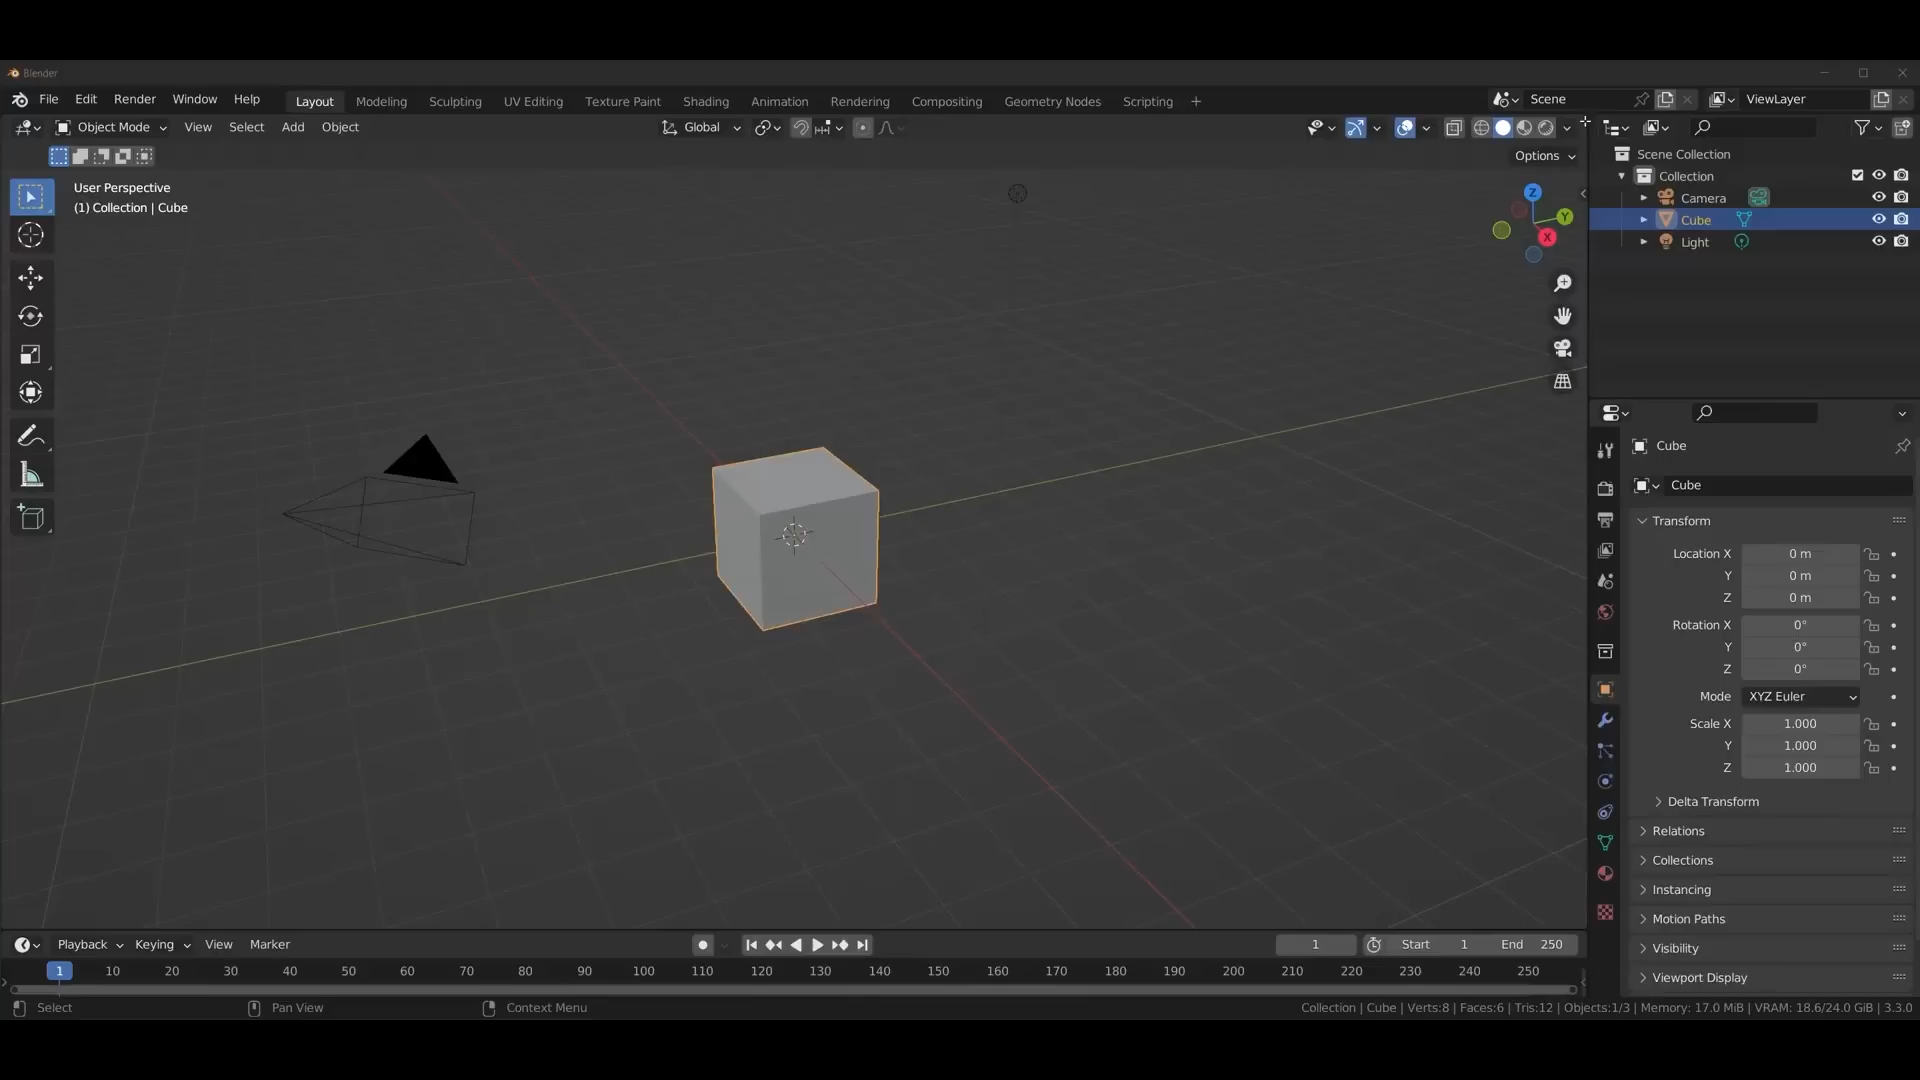 Blender
File Edit Render Window Help Layout Modeling Sculpting UV Editing Texture Paint Shading Animation Rendering Compositing Geometry Nodes Scripting + Scene ViewLayer
Object Mode View Select Add Object Global
Options
User Perspective
(1) Collection | Cube
Z
Y
X
Scene Collection
Collection
Camera
Cube
Light
Cube
Cube
Transform
Location X 0 m
Y 0 m
Z 0 m
Rotation X 0°
Y 0°
Z 0°
Mode XYZ Euler
Scale X 1.000
Y 1.000
Z 1.000
Delta Transform
Relations
Collections
Instancing
Motion Paths
Visibility
Viewport Display
Playback Keying View Marker 1 Start 1 End 250
1 10 20 30 40 50 60 70 80 90 100 110 120 130 140 150 160 170 180 190 200 210 220 230 240 250
Select Pan View Context Menu Collection | Cube | Verts:8 | Faces:6 | Tris:12 | Objects:1/3 | Memory: 17.0 MiB | VRAM: 18.6/24.0 GiB | 3.3.0